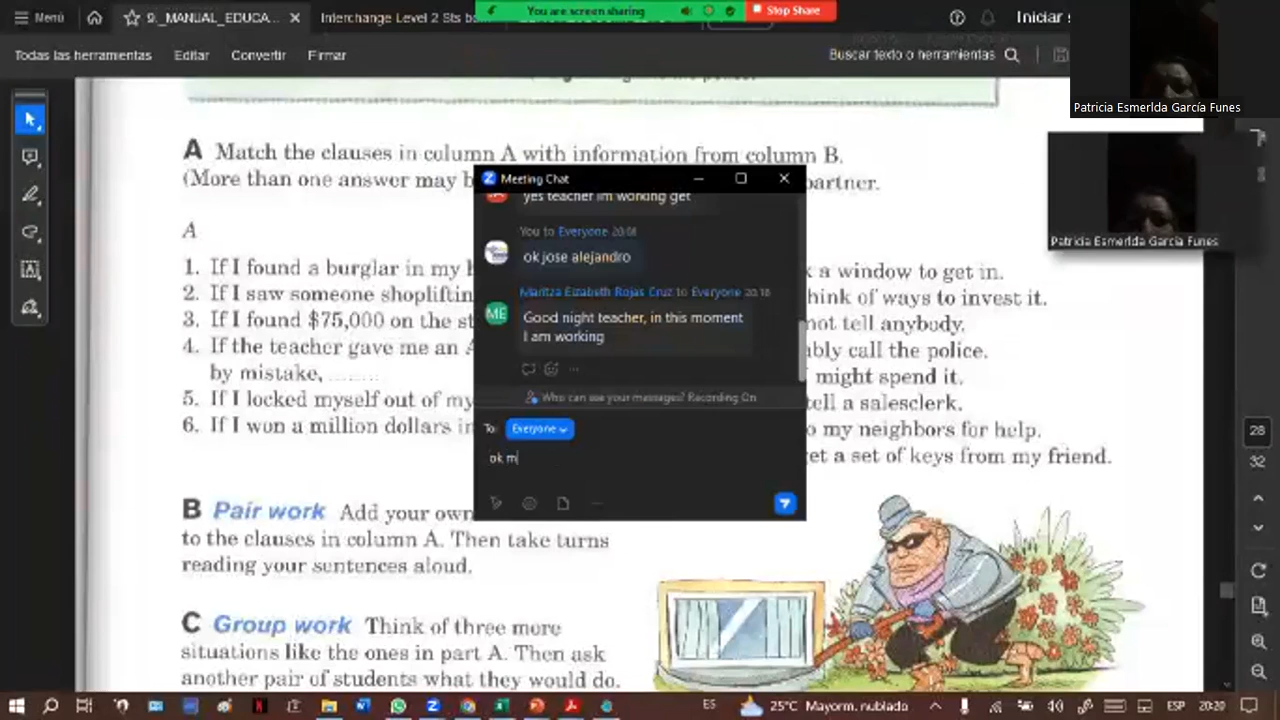 Menú
9._MANUAL_EDUCA...
Interchange Level 2 Sts bo
You are screen sharing
Stop Share
Iniciar s
Todas las herramientas
Editar
Convertir
Firmar
Buscar texto o herramientas
Patricia Esmerlda García Funes
Patricia Esmerlda García Funes
A Match the clauses in column A with information from column B.
(More than one answer may b
partner.
A
1. If I found a burglar in my h
2. If I saw someone shopliftin
3. If I found $75,000 on the st
4. If the teacher gave me an A
by mistake, ........
5. If I locked myself out of my
6. If I won a million dollars in
k a window to get in.
hink of ways to invest it.
not tell anybody.
bly call the police.
might spend it.
tell a salesclerk.
o my neighbors for help.
et a set of keys from my friend.
Meeting Chat
yes teacher im working get
You to Everyone 20:08
ok jose alejandro
Maritza Elizabeth Rojas Cruz to Everyone 20:18
ME
Good night teacher, in this moment
I am working
Who can see your messages? Recording On
To: Everyone
ok m
B Pair work Add your own
to the clauses in column A. Then take turns
reading your sentences aloud.
C Group work Think of three more
situations like the ones in part A. Then ask
another pair of students what they would do.
28
32
ES
25°C Mayorm. nublado
ESP
20:20